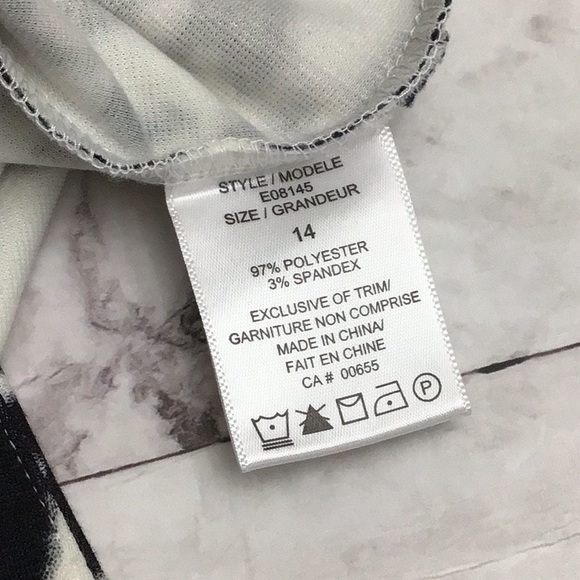 STYLE / MODELE
E08145
SIZE / GRANDEUR
14
97% POLYESTER
3% SPANDEX
EXCLUSIVE OF TRIM/
GARNITURE NON COMPRISE
MADE IN CHINA/
FAIT EN CHINE
CA# 00655
P